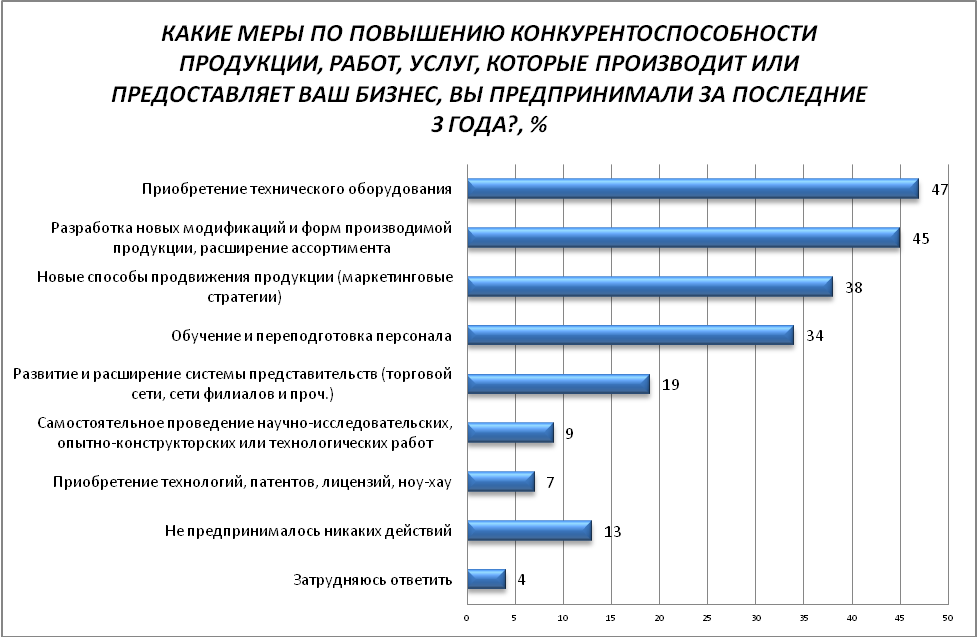 КАКИЕ МЕРЫ ПО ПОВЫШЕНИЮ КОНКУРЕНТОСПОСОБНОСТИ
ПРОДУКЦИИ, РАБОТ, УСЛУГ, КОТОРЫЕ ПРОИЗВОДИТ ИЛИ
ПРЕДОСТАВЛЯЕТ ВАШ БИЗНЕС, ВЫ ПРЕДПРИНИМАЛИ ЗА ПОСЛЕДНИЕ
3 ГОДА?, %
Приобретение технического оборудования 47
Разработка новых модификаций и форм производимой
продукции, расширение ассортимента 45
Новые способы продвижения продукции (маркетинговые
стратегии) 38
Обучение и переподготовка персонала 34
Развитие и расширение системы представительств (торговой
сети, сети филиалов и проч.) 19
Самостоятельное проведение научно-исследовательских,
опытно-конструкторских или технологических работ 9
Приобретение технологий, патентов, лицензий, ноу-хау 7
Не предпринималось никаких действий 13
Затрудняюсь ответить 4
0 5 10 15 20 25 30 35 40 45 50